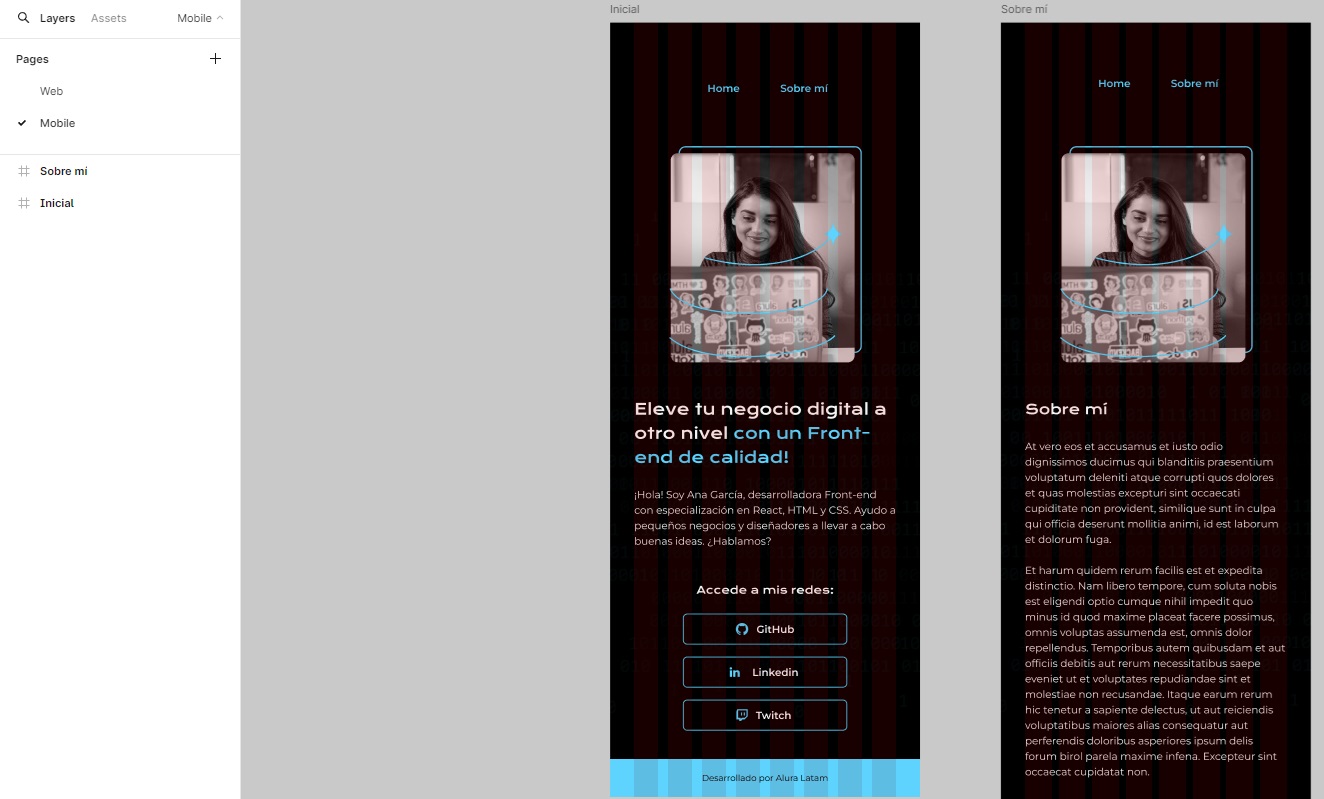 Layers
Assets
Mobile
Pages
Web
Mobile
Sobre mí
Inicial
Inicial
Home
Sobre mí
Eleve tu negocio digital a
otro nivel con un Front-
end de calidad!
¡Hola! Soy Ana García, desarrolladora Front-end
con especialización en React, HTML y CSS. Ayudo a
pequeños negocios y diseñadores a llevar a cabo
buenas ideas. ¿Hablamos?
Accede a mis redes:
GitHub
Linkedin
Twitch
Desarrollado por Alura Latam
Sobre mí
Home
Sobre mí
Sobre mí
At vero eos et accusamus et iusto odio
dignissimos ducimus qui blanditiis praesentium
voluptatum deleniti atque corrupti quos dolores
et quas molestias excepturi sint occaecati
cupiditate non provident, similique sunt in culpa
qui officia deserunt mollitia animi, id est laborum
et dolorum fuga.
Et harum quidem rerum facilis est et expedita
distinctio. Nam libero tempore, cum soluta nobis
est eligendi optio cumque nihil impedit quo
minus id quod maxime placeat facere possimus,
omnis voluptas assumenda est, omnis dolor
repellendus. Temporibus autem quibusdam et aut
officiis debitis aut rerum necessitatibus saepe
eveniet ut et voluptates repudiandae sint et
molestiae non recusandae. Itaque earum rerum
hic tenetur a sapiente delectus, ut aut reiciendis
voluptatibus maiores alias consequatur aut
perferendis doloribus asperiores ipsum delis
forum birol parela maxime infena. Excepteur sint
occaecat cupidatat non.